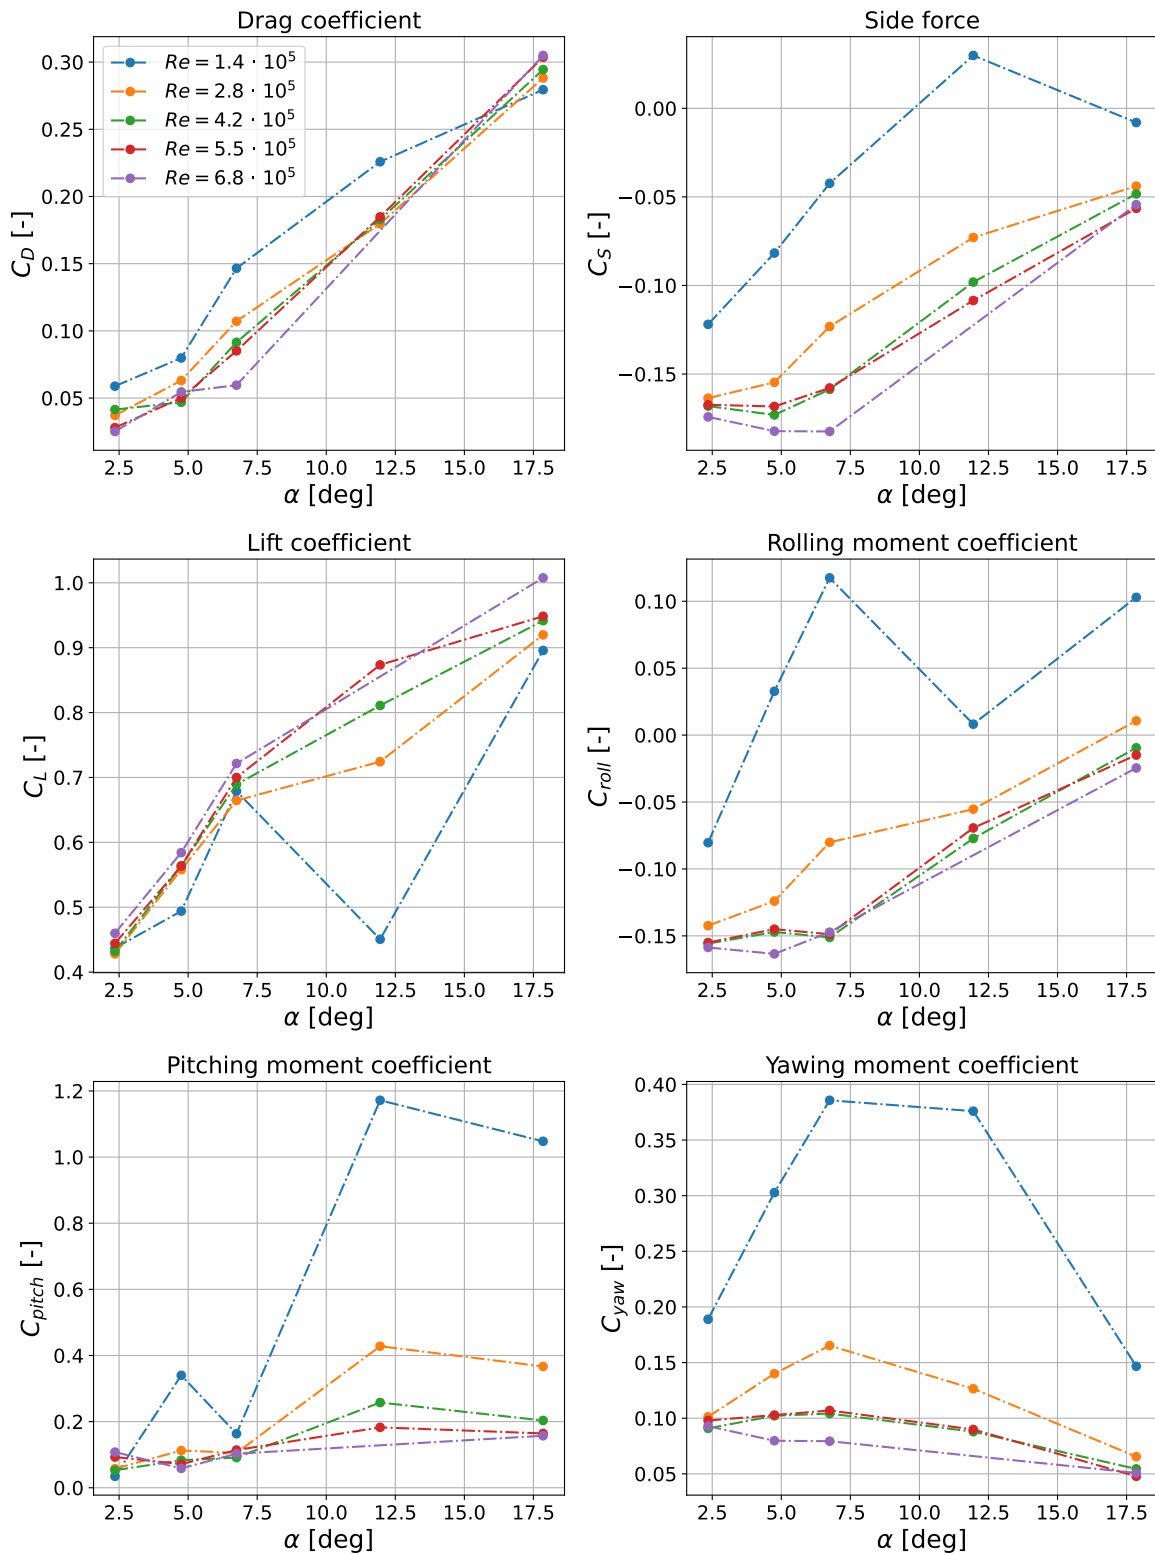 Drag coefficient
0.30
0.25
0.20
0.15
0.10
0.05
C_D [-]
Re = 1.4 · 10⁵
Re = 2.8 · 10⁵
Re = 4.2 · 10⁵
Re = 5.5 · 10⁵
Re = 6.8 · 10⁵
2.5 5.0 7.5 10.0 12.5 15.0 17.5
α [deg]
Side force
0.00
−0.05
−0.10
−0.15
C_S [-]
2.5 5.0 7.5 10.0 12.5 15.0 17.5
α [deg]
Lift coefficient
1.0
0.9
0.8
0.7
0.6
0.5
0.4
C_L [-]
2.5 5.0 7.5 10.0 12.5 15.0 17.5
α [deg]
Rolling moment coefficient
0.10
0.05
0.00
−0.05
−0.10
−0.15
C_roll [-]
2.5 5.0 7.5 10.0 12.5 15.0 17.5
α [deg]
Pitching moment coefficient
1.2
1.0
0.8
0.6
0.4
0.2
0.0
C_pitch [-]
2.5 5.0 7.5 10.0 12.5 15.0 17.5
α [deg]
Yawing moment coefficient
0.40
0.35
0.30
0.25
0.20
0.15
0.10
0.05
C_yaw [-]
2.5 5.0 7.5 10.0 12.5 15.0 17.5
α [deg]